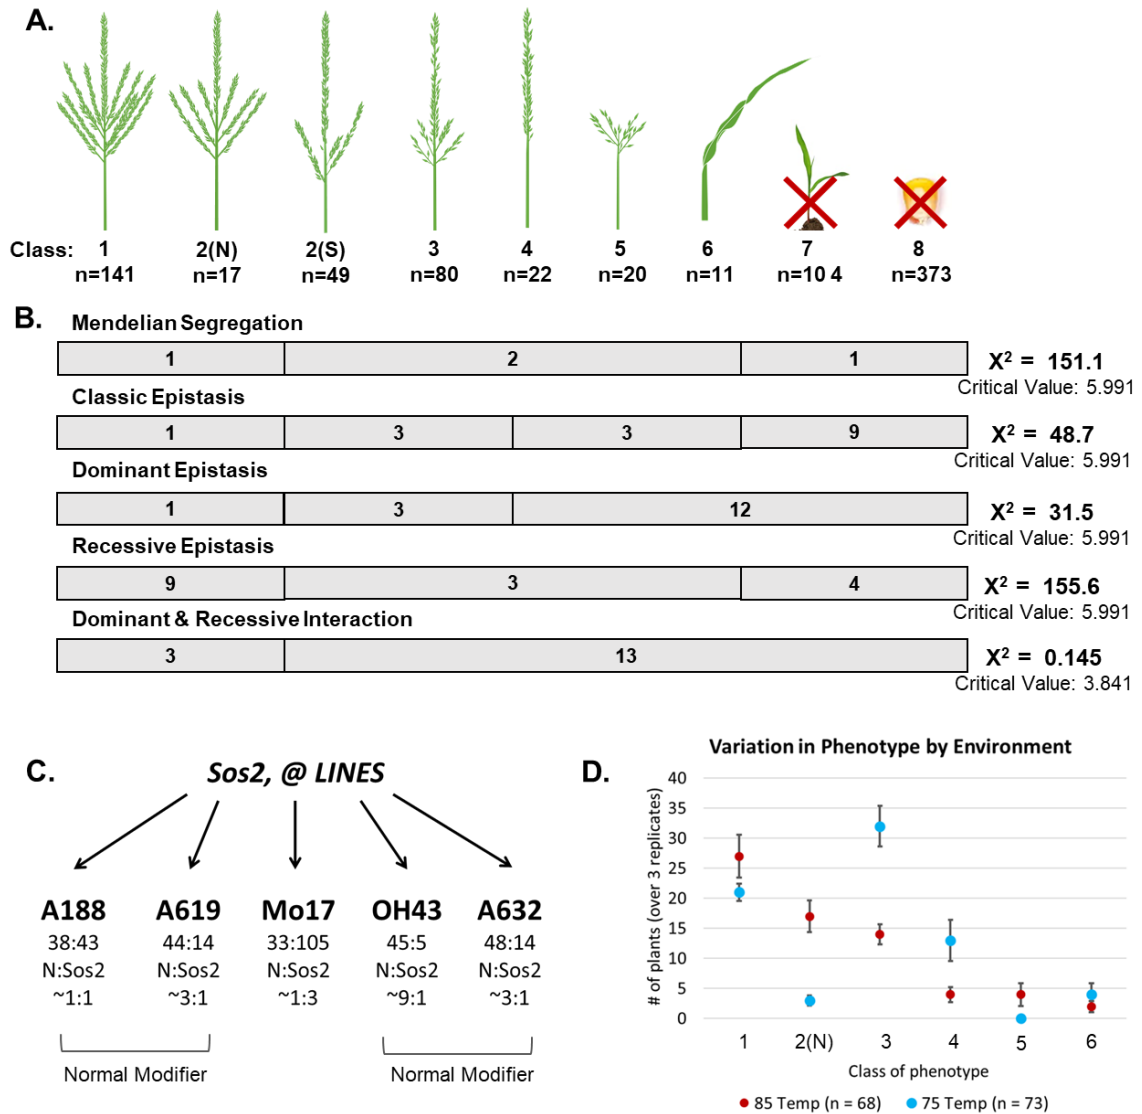 A.
Class: 1 2(N) 2(S) 3 4 5 6 7 8
n=141 n=17 n=49 n=80 n=22 n=20 n=11 n=10 4 n=373
B.
Mendelian Segregation
1 2 1 X² = 151.1
Critical Value: 5.991
Classic Epistasis
1 3 3 9 X² = 48.7
Critical Value: 5.991
Dominant Epistasis
1 3 12 X² = 31.5
Critical Value: 5.991
Recessive Epistasis
9 3 4 X² = 155.6
Critical Value: 5.991
Dominant & Recessive Interaction
3 13 X² = 0.145
Critical Value: 3.841
C.
Sos2, @ LINES
A188 A619 Mo17 OH43 A632
38:43 44:14 33:105 45:5 48:14
N:Sos2 N:Sos2 N:Sos2 N:Sos2 N:Sos2
~1:1 ~3:1 ~1:3 ~9:1 ~3:1
Normal Modifier Normal Modifier
D.
Variation in Phenotype by Environment
# of plants (over 3 replicates)
40
35
30
25
20
15
10
5
0
1 2(N) 3 4 5 6
Class of phenotype
85 Temp (n = 68) 75 Temp (n = 73)